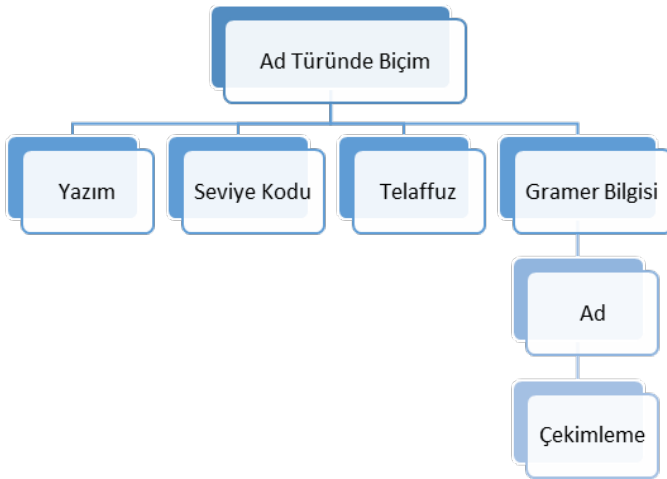 Ad Türünde Biçim
Yazım
Seviye Kodu
Telaffuz
Gramer Bilgisi
Ad
Çekimleme